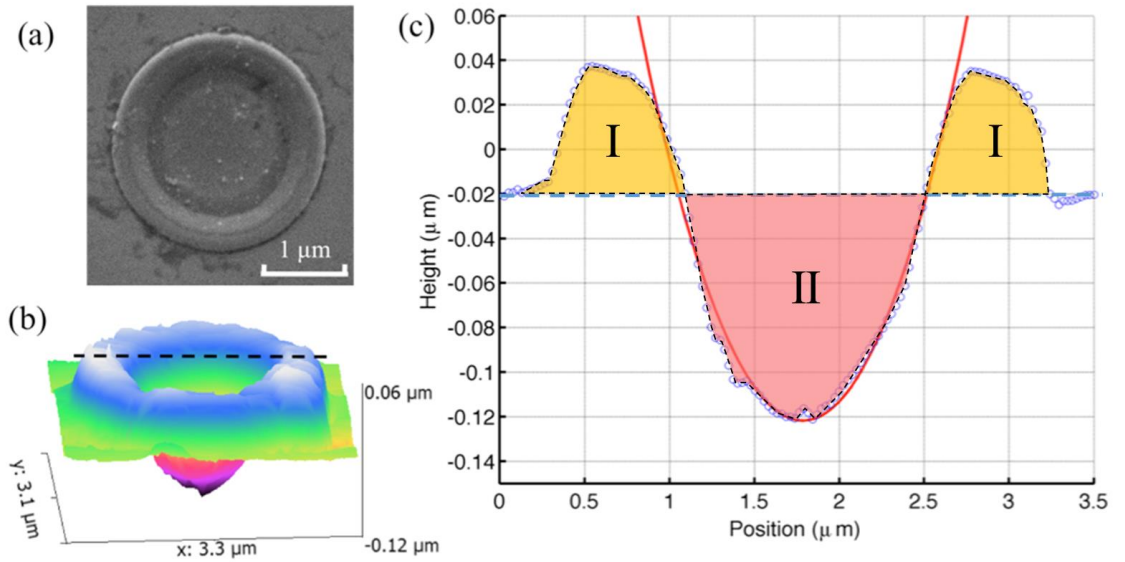 (a)
1 µm
(b)
0.06 µm
y: 3.1 µm
x: 3.3 µm
-0.12 µm
(c)
0.06
0.04
0.02
0
-0.02
-0.04
-0.06
-0.08
-0.1
-0.12
-0.14
Height (µ m)
I
I
II
0
0.5
1
1.5
2
2.5
3
3.5
Position (µ m)